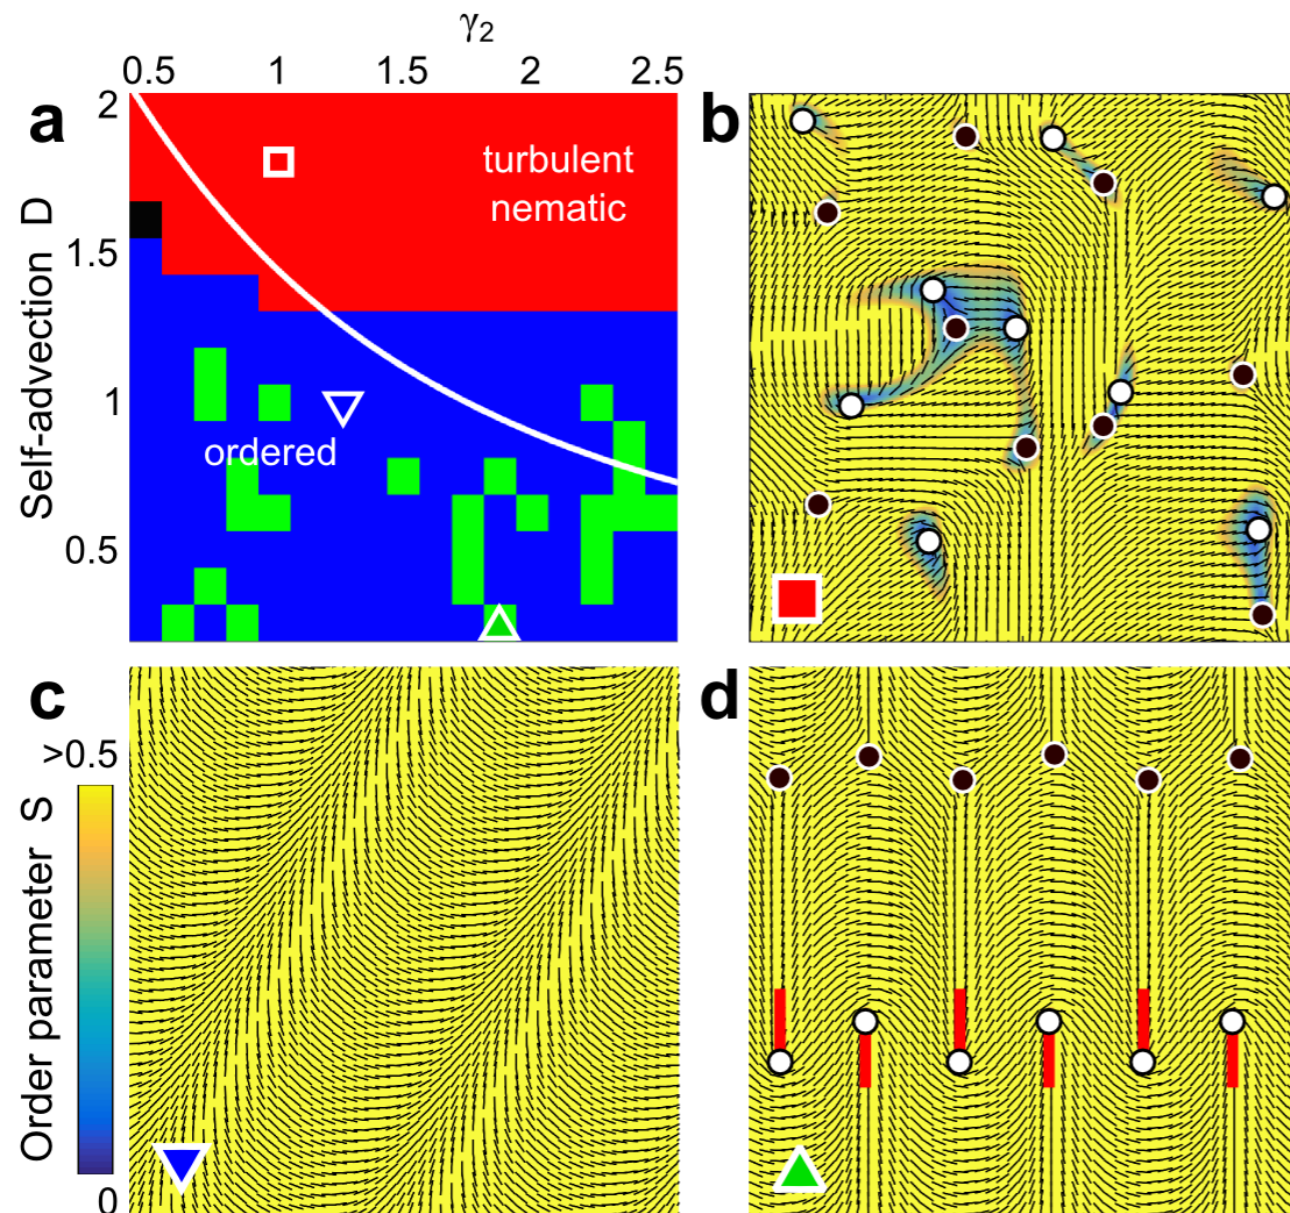 γ2
0.5 1 1.5 2 2.5
a
2
1.5
1
0.5
Self-advection D
turbulent
nematic
ordered
b
c
>0.5
0
Order parameter S
d